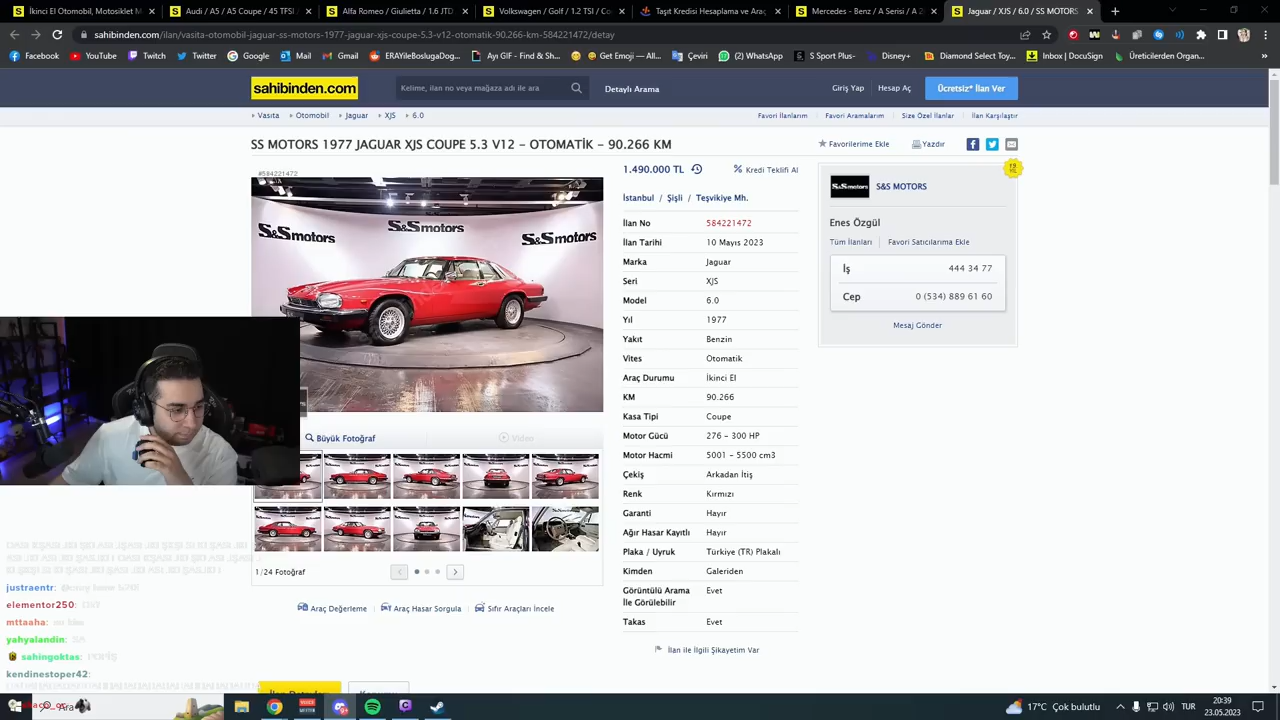 İkinci El Otomobil, Motosiklet M
Audi / A5 / A5 Coupe / 45 TFSI
Alfa Romeo / Giulietta / 1.6 JTD
Volkswagen / Golf / 1.2 TSI / Co
Taşıt Kredisi Hesaplama ve Araç
Mercedes - Benz / A Serisi / A
Jaguar / XJS / 6.0 / SS MOTORS
sahibinden.com/ilan/vasita-otomobil-jaguar-ss-motors-1977-jaguar-xjs-coupe-5.3-v12-otomatik-90.266-km-584221472/detay
Facebook
YouTube
Twitch
Twitter
Reddit
ERAYileBoslugaDog...
Ayı GIF - Find & Sh...
Get Emoji — All...
Çeviri
(2) WhatsApp
S Sport Plus-
Disney+
Diamond Select Toy...
Inbox | DocuSign
Üreticilerden Organ...
sahibinden.com
Kelime, ilan no veya mağaza adı ile ara
Detaylı Arama
Giriş Yap
Hesap Aç
Ücretsiz* İlan Ver
Vasıta
Otomobil
Jaguar
XJS
6.0
Favori İlanlarım
Favori Aramalarım
Size Özel İlanlar
İlan Karşılaştır
SS MOTORS 1977 JAGUAR XJS COUPE 5.3 V12 - OTOMATİK - 90.266 KM
Favorilerime Ekle
Yazdır
#584221472
S&Smotors
S&Smotors
S&Smotors
1.490.000 TL
Kredi Teklifi Al
İstanbul / Şişli / Teşvikiye Mh.
İlan No 584221472
İlan Tarihi 10 Mayıs 2023
Marka Jaguar
Seri XJS
Model 6.0
Yıl 1977
Yakıt Benzin
Vites Otomatik
Araç Durumu İkinci El
KM 90.266
Kasa Tipi Coupe
Motor Gücü 276 - 300 HP
Motor Hacmi 5001 - 5500 cm3
Çekiş Arkadan İtiş
Renk Kırmızı
Garanti Hayır
Ağır Hasar Kayıtlı Hayır
Plaka / Uyruk Türkiye (TR) Plakalı
Kimden Galeriden
Görüntülü Arama Evet
İle Görülebilir
Takas Evet
İlan ile İlgili Şikayetim Var
S&Smotors
S&S MOTORS
Enes Özgül
Tüm İlanları
Favori Satıcılarıma Ekle
İş 444 34 77
Cep 0 (534) 889 61 60
Mesaj Gönder
Büyük Fotoğraf
Video
1/24 Fotoğraf
Araç Değerleme
Araç Hasar Sorgula
Sıfır Araçları İncele
justraentr:
elementor250:
mttaaha:
yahyalandin: SA
sahingoktas:
kendinestoper42:
Ara
17°C Çok bulutlu
TUR
20:39
23.05.2023